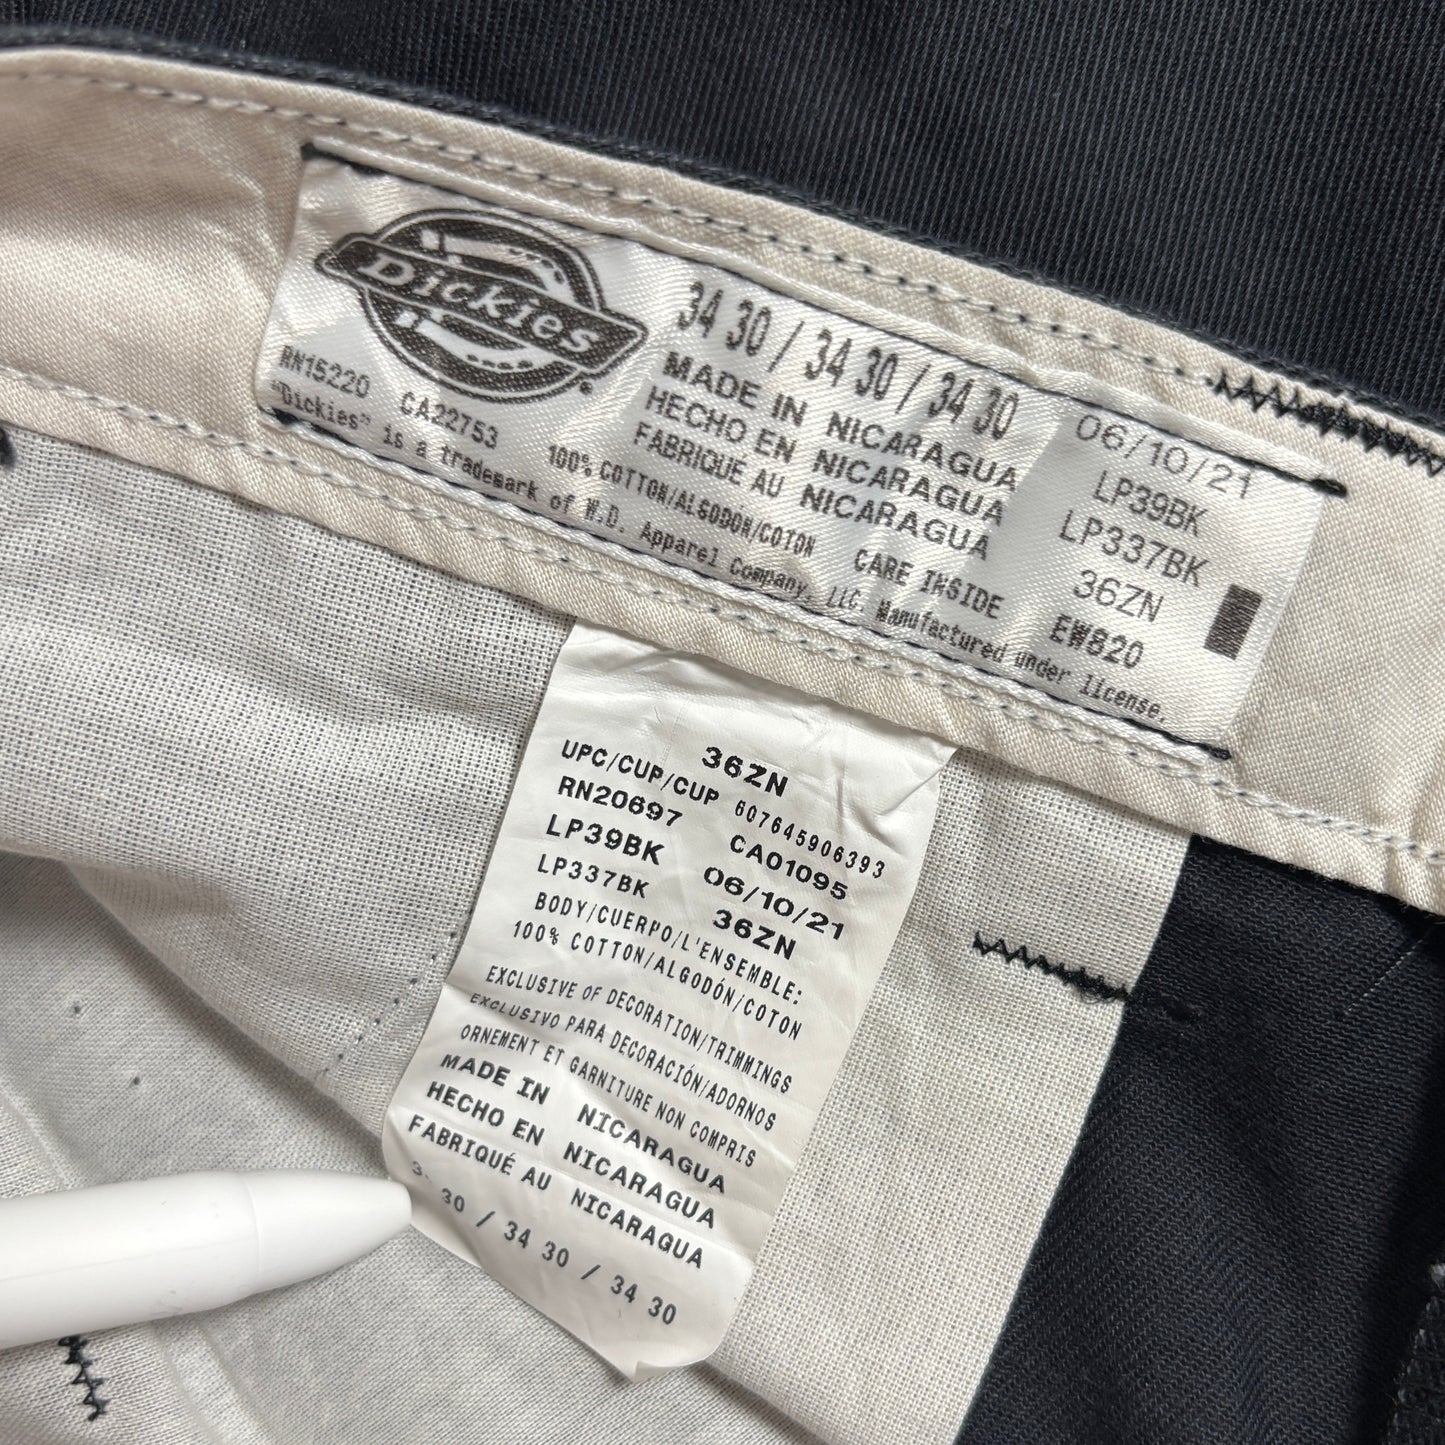 Dickies
RN15220 CA22753
34 30 / 34 30 / 34 30
MADE IN NICARAGUA
HECHO EN NICARAGUA
FABRIQUÉ AU NICARAGUA
100% COTTON/ALGODÓN/COTON CARE INSIDE
"Dickies" is a trademark of W.D. Apparel Company, LLC. Manufactured under license.
06/10/21
LP39BK
LP337BK
36ZN
EW820
36ZN
UPC/CUP/CUP 607645906393
RN20697 CA01095
LP39BK 06/10/21
LP337BK 36ZN
BODY/CUERPO/L'ENSEMBLE:
100% COTTON/ALGODÓN/COTON
EXCLUSIVE OF DECORATION/TRIMMINGS
EXCLUSIVO PARA DECORACIÓN/ADORNOS
ORNEMENT ET GARNITURE NON COMPRIS
MADE IN NICARAGUA
HECHO EN NICARAGUA
FABRIQUÉ AU NICARAGUA
30 / 34 30 / 34 30